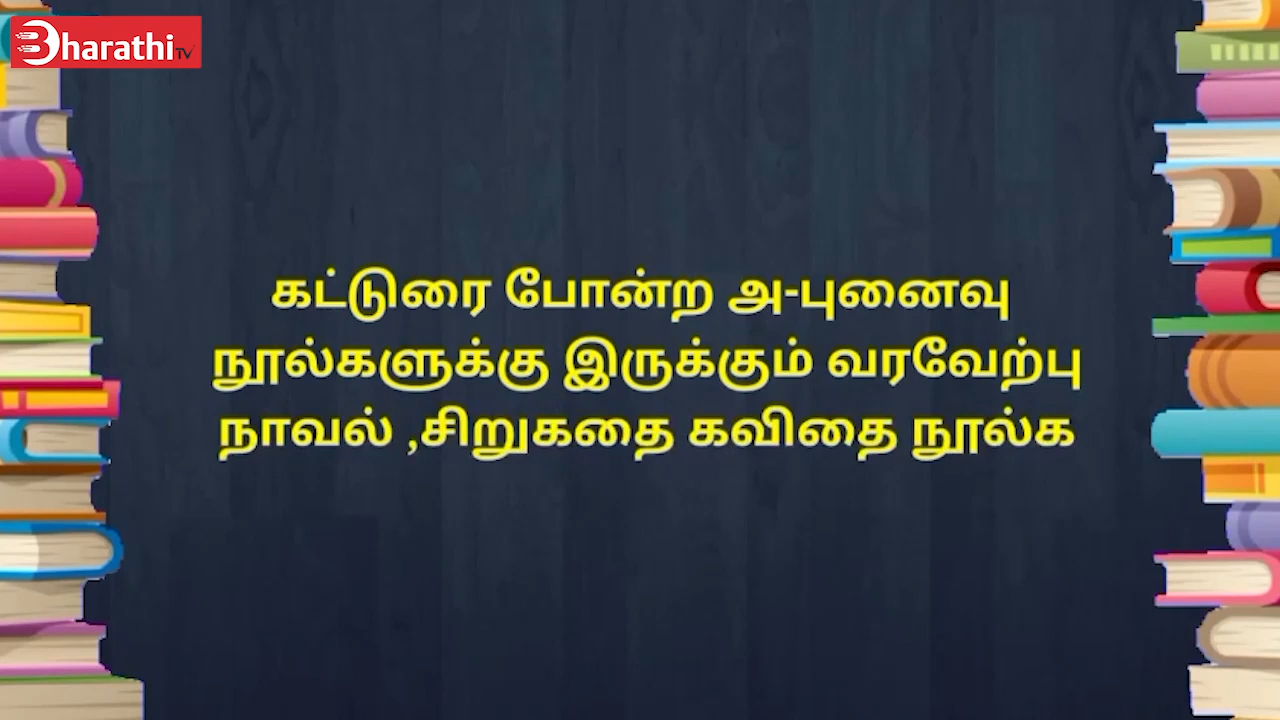 Bharathi TV
கட்டுரை போன்ற அ-புனைவு
நூல்களுக்கு இருக்கும் வரவேற்பு
நாவல் ,சிறுகதை கவிதை நூல்க